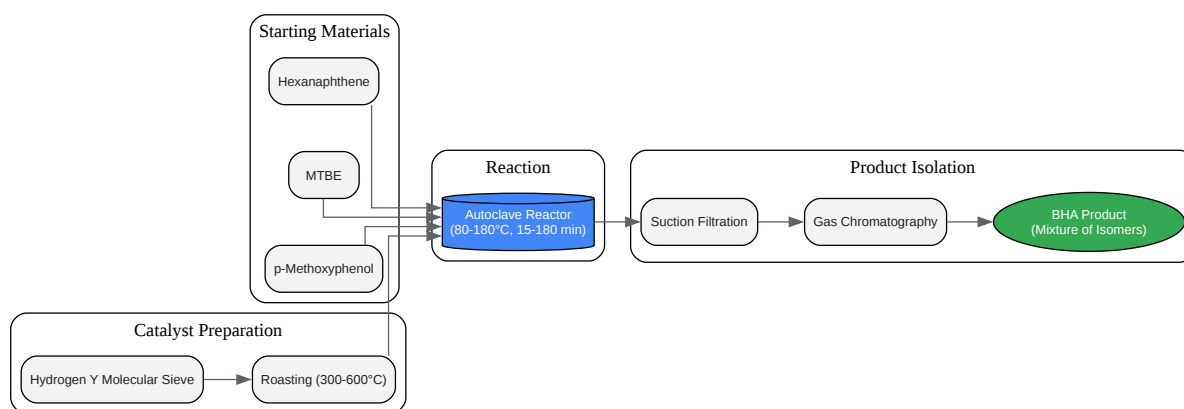 Starting Materials
Hexanaphthene
MTBE
p-Methoxyphenol
Catalyst Preparation
Hydrogen Y Molecular Sieve
Roasting (300-600°C)
Reaction
Autoclave Reactor
(80-180°C, 15-180 min)
Product Isolation
Suction Filtration
Gas Chromatography
BHA Product
(Mixture of Isomers)